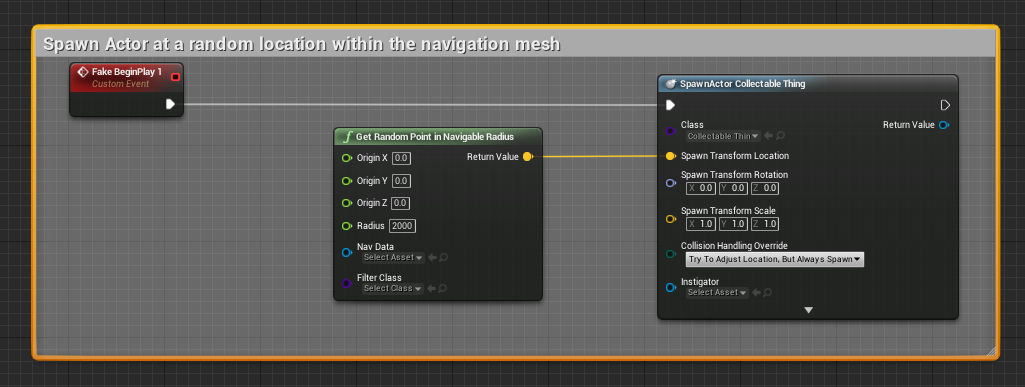 Spawn Actor at a random location within the navigation mesh
Fake BeginPlay 1
Custom Event
Get Random Point in Navigable Radius
Origin X 0.0
Return Value
Origin Y 0.0
Origin Z 0.0
Radius 2000
Nav Data
Select Asset
Filter Class
Select Class
SpawnActor Collectable Thing
Class
Collectable Thin
Return Value
Spawn Transform Location
Spawn Transform Rotation
X 0.0 Y 0.0 Z 0.0
Spawn Transform Scale
X 1.0 Y 1.0 Z 1.0
Collision Handling Override
Try To Adjust Location, But Always Spawn
Instigator
Select Asset